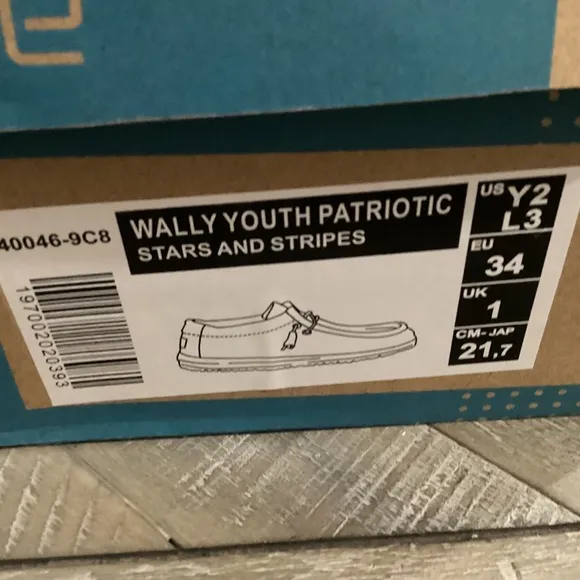 40046-9C8
WALLY YOUTH PATRIOTIC
STARS AND STRIPES
US Y2
L3
EU
34
UK
1
CM-JAP
21,7
197002020393